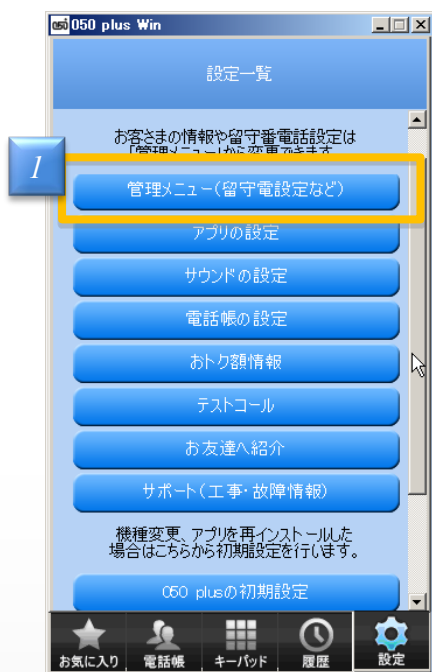 050 050 plus Win
設定一覧
お客さまの情報や留守番電話設定は
「管理メニュー」から変更できます
1
管理メニュー(留守電設定など)
アプリの設定
サウンドの設定
電話帳の設定
おトク額情報
テストコール
お友達へ紹介
サポート(工事・故障情報)
機種変更、アプリを再インストールした
場合はこちらから初期設定を行います。
050 plusの初期設定
お気に入り 電話帳 キーパッド 履歴 設定